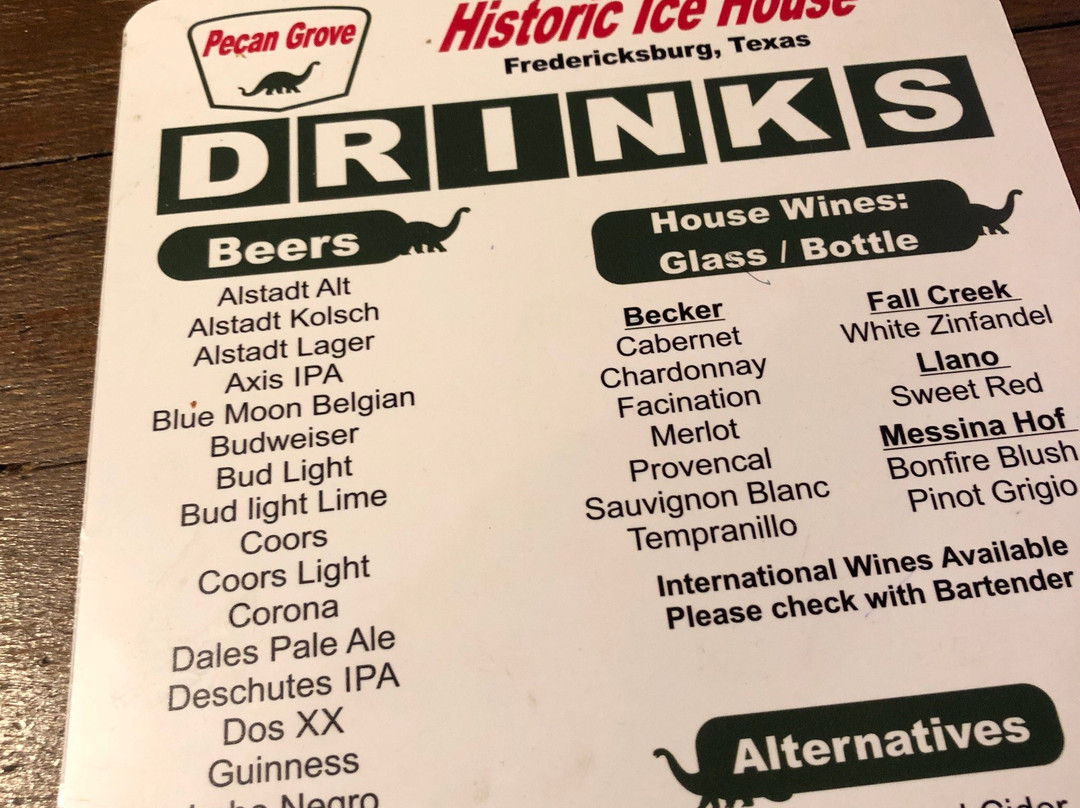 Pecan Grove
Historic Ice House
Fredericksburg, Texas
DRINKS
Beers
Alstadt Alt
Alstadt Kolsch
Alstadt Lager
Axis IPA
Blue Moon Belgian
Budweiser
Bud Light
Bud light Lime
Coors
Coors Light
Corona
Dales Pale Ale
Deschutes IPA
Dos XX
Guinness
Negro
House Wines:
Glass / Bottle
Becker
Cabernet
Chardonnay
Facination
Merlot
Provencal
Sauvignon Blanc
Tempranillo
Fall Creek
White Zinfandel
Llano
Sweet Red
Messina Hof
Bonfire Blush
Pinot Grigio
International Wines Available
Please check with Bartender
Alternatives
Cider